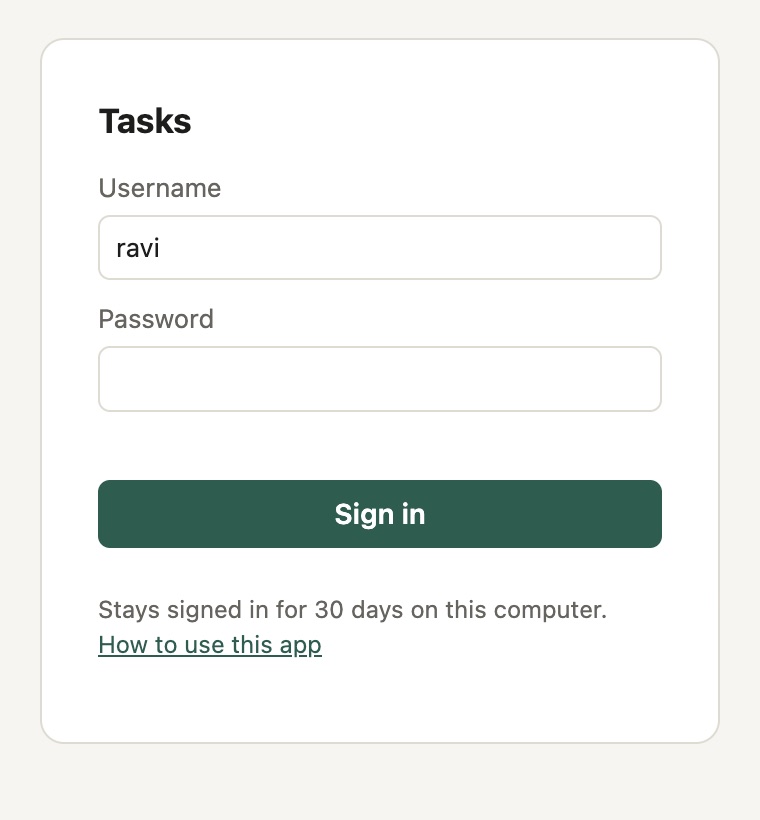 Tasks
Username
ravi
Password
Sign in
Stays signed in for 30 days on this computer.
How to use this app